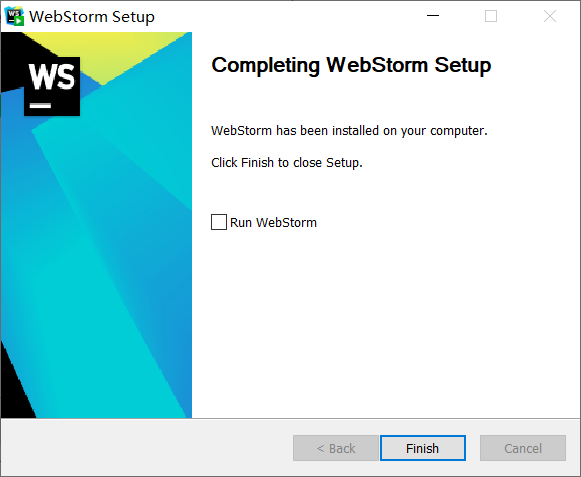 WebStorm Setup
WS
Completing WebStorm Setup
WebStorm has been installed on your computer.
Click Finish to close Setup.
Run WebStorm
< Back
Finish
Cancel